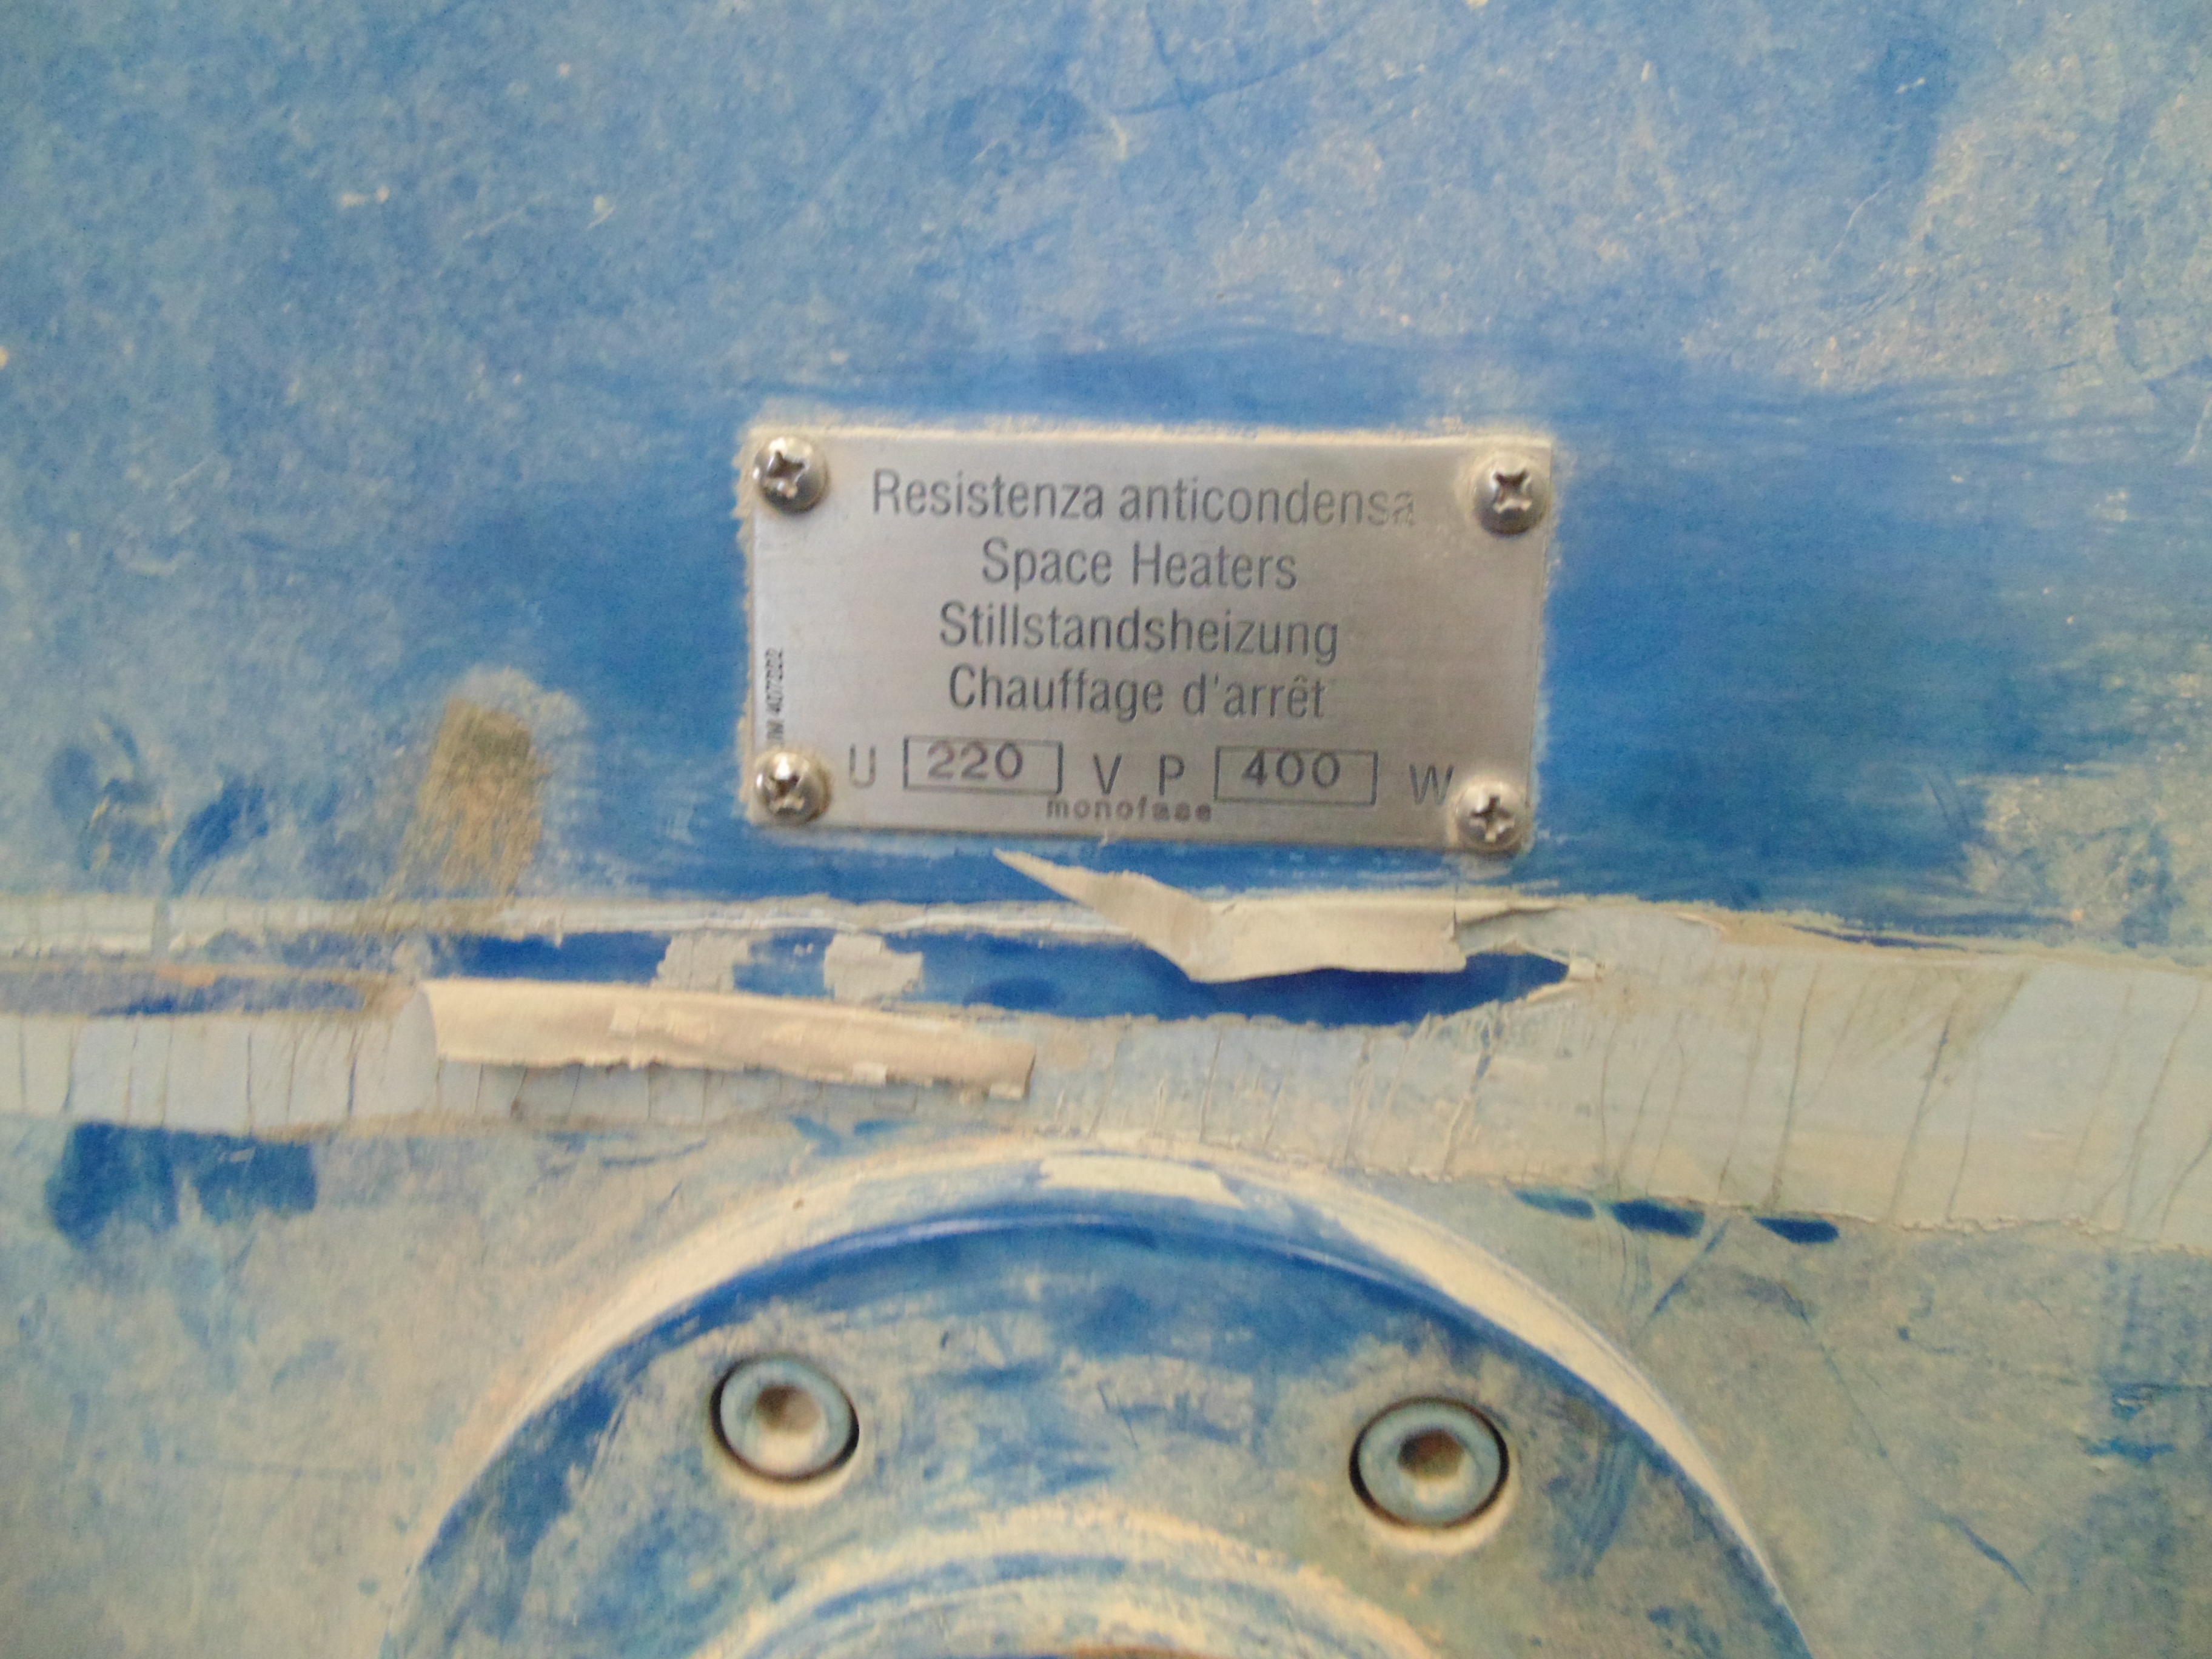 Resistenza anticondensa
Space Heaters
Stillstandsheizung
Chauffage d'arrêt
U 220 V P 400 W
monofase